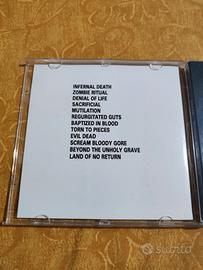 INFERNAL DEATH
ZOMBIE RITUAL
DENIAL OF LIFE
SACRIFICIAL
MUTILATION
REGURGITATED GUTS
BAPTIZED IN BLOOD
TORN TO PIECES
EVIL DEAD
SCREAM BLOODY GORE
BEYOND THE UNHOLY GRAVE
LAND OF NO RETURN
subito